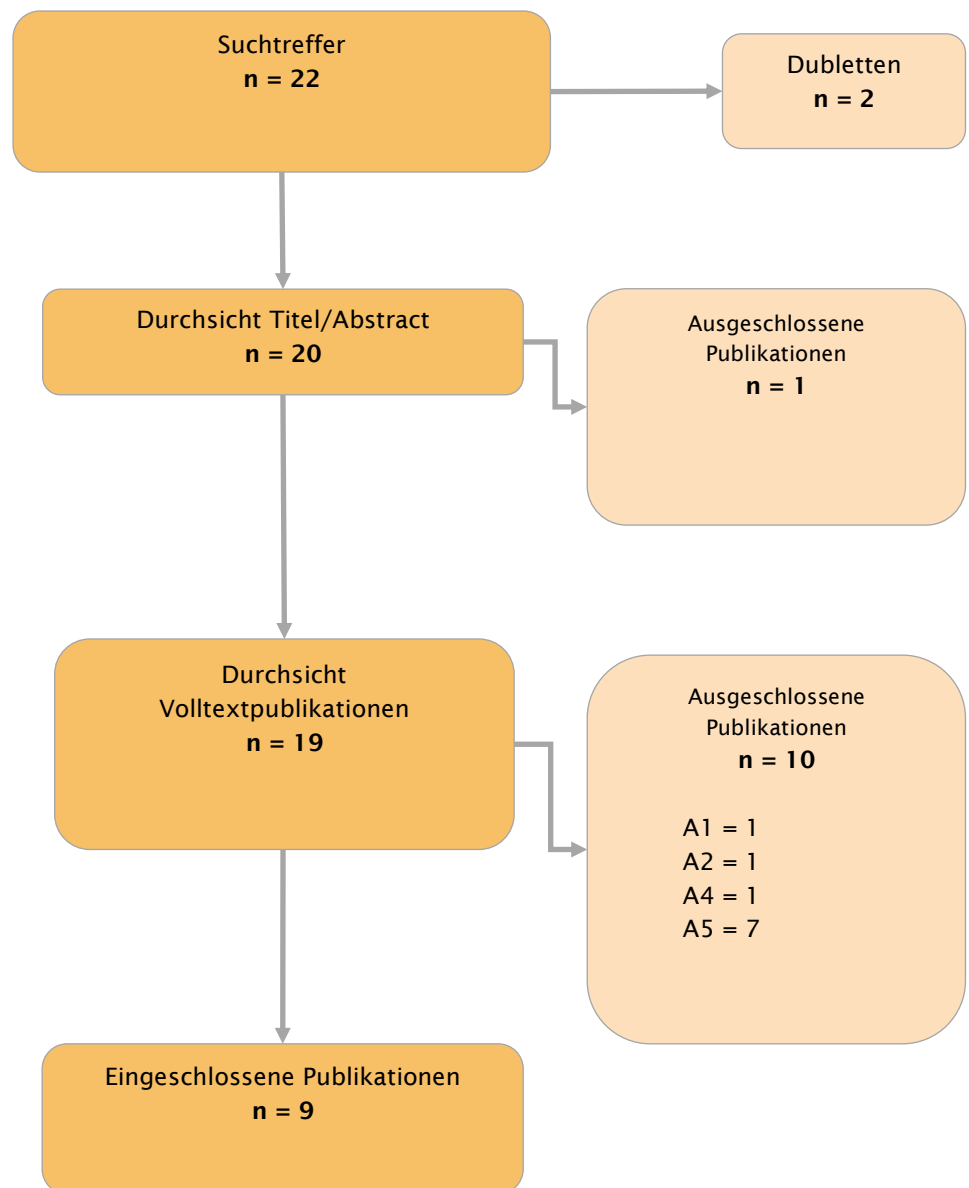 Suchtreffer
n = 22
Dubletten
n = 2
Durchsicht Titel/Abstract
n = 20
Ausgeschlossene
Publikationen
n = 1
Durchsicht
Volltextpublikationen
n = 19
Ausgeschlossene
Publikationen
n = 10
A1 = 1
A2 = 1
A4 = 1
A5 = 7
Eingeschlossene Publikationen
n = 9